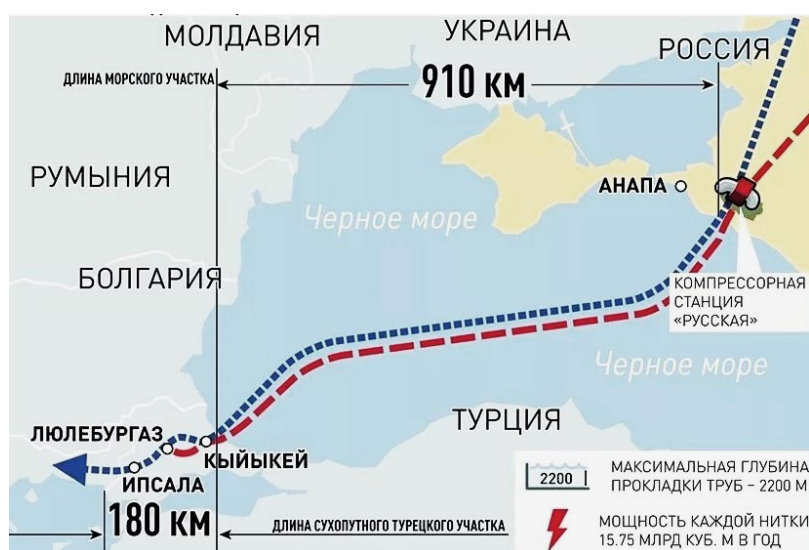 МОЛДАВИЯ
УКРАИНА
РОССИЯ
ДЛИНА МОРСКОГО УЧАСТКА
910 КМ
РУМЫНИЯ
АНАПА
Черное море
БОЛГАРИЯ
КОМПРЕССОРНАЯ
СТАНЦИЯ
«РУССКАЯ»
Черное море
ТУРЦИЯ
ЛЮЛЕБУРГАЗ
КЫЙЫКЕЙ
ИПСАЛА
2200
МАКСИМАЛЬНАЯ ГЛУБИНА
ПРОКЛАДКИ ТРУБ – 2200 М
180 КМ
ДЛИНА СУХОПУТНОГО ТУРЕЦКОГО УЧАСТКА
МОЩНОСТЬ КАЖДОЙ НИТКИ
15.75 МЛРД КУБ. М В ГОД